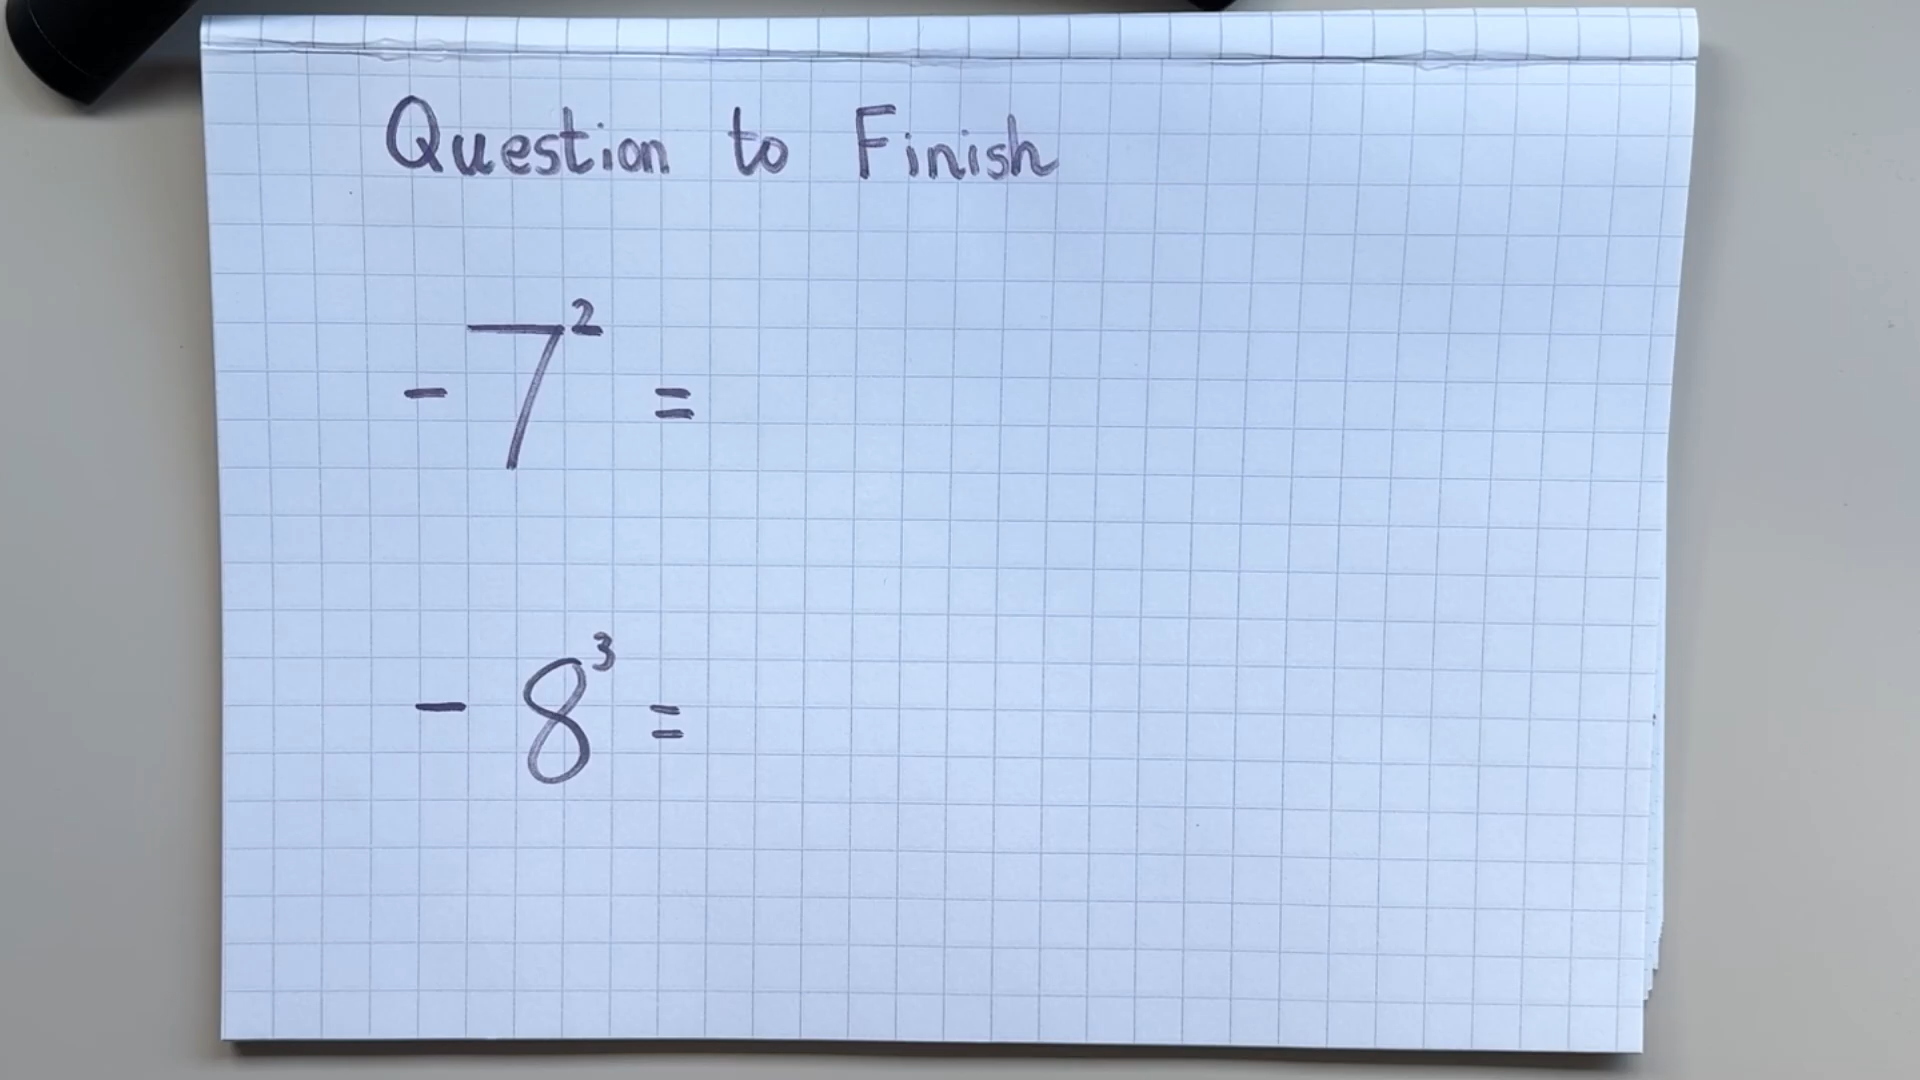 Question to Finish
- 7² =
- 8³ =